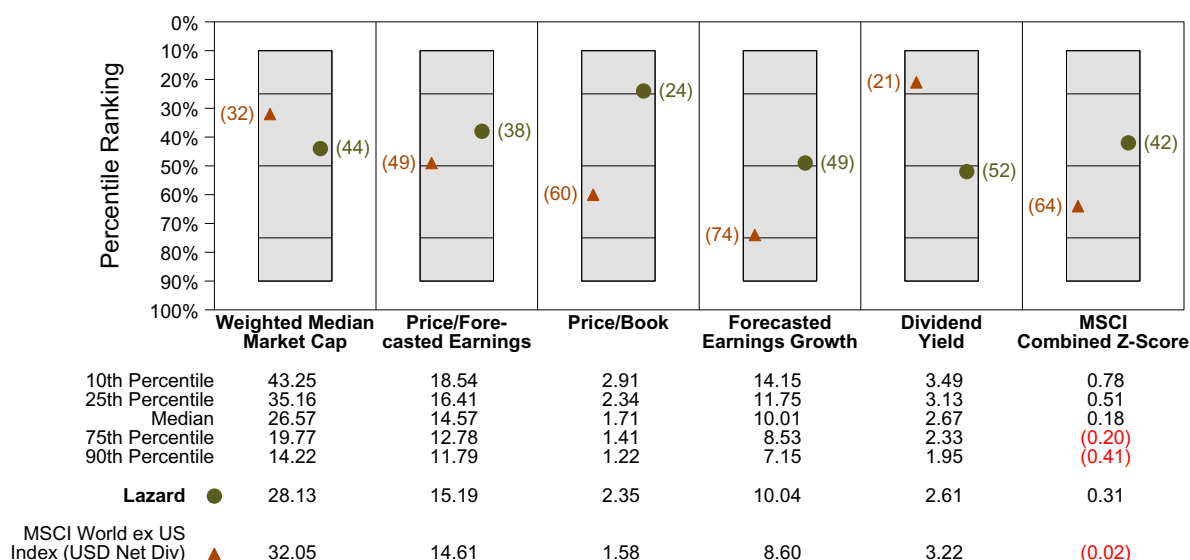 Percentile Ranking
0%
10%
20%
30%
40%
50%
60%
70%
80%
90%
100%
(32) (44) (49) (38) (60) (24) (74) (49) (21) (52) (64) (42)
Weighted Median Market Cap
Price/Fore-casted Earnings
Price/Book
Forecasted Earnings Growth
Dividend Yield
MSCI Combined Z-Score
10th Percentile 43.25 18.54 2.91 14.15 3.49 0.78
25th Percentile 35.16 16.41 2.34 11.75 3.13 0.51
Median 26.57 14.57 1.71 10.01 2.67 0.18
75th Percentile 19.77 12.78 1.41 8.53 2.33 (0.20)
90th Percentile 14.22 11.79 1.22 7.15 1.95 (0.41)
Lazard 28.13 15.19 2.35 10.04 2.61 0.31
MSCI World ex US
Index (USD Net Div) 32.05 14.61 1.58 8.60 3.22 (0.02)